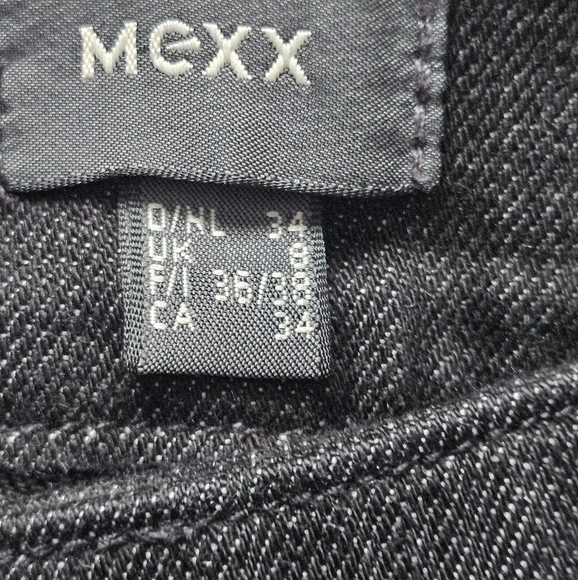 Mexx
D/NL 34
UK 8
F/I 36/38
CA 34